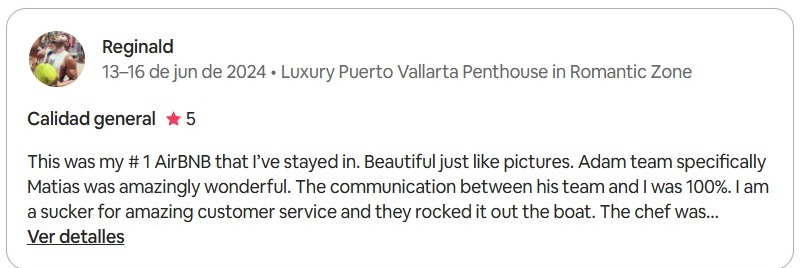 Reginald
13–16 de jun de 2024 • Luxury Puerto Vallarta Penthouse in Romantic Zone
Calidad general ★ 5
This was my # 1 AirBNB that I’ve stayed in. Beautiful just like pictures. Adam team specifically
Matias was amazingly wonderful. The communication between his team and I was 100%. I am
a sucker for amazing customer service and they rocked it out the boat. The chef was...
Ver detalles